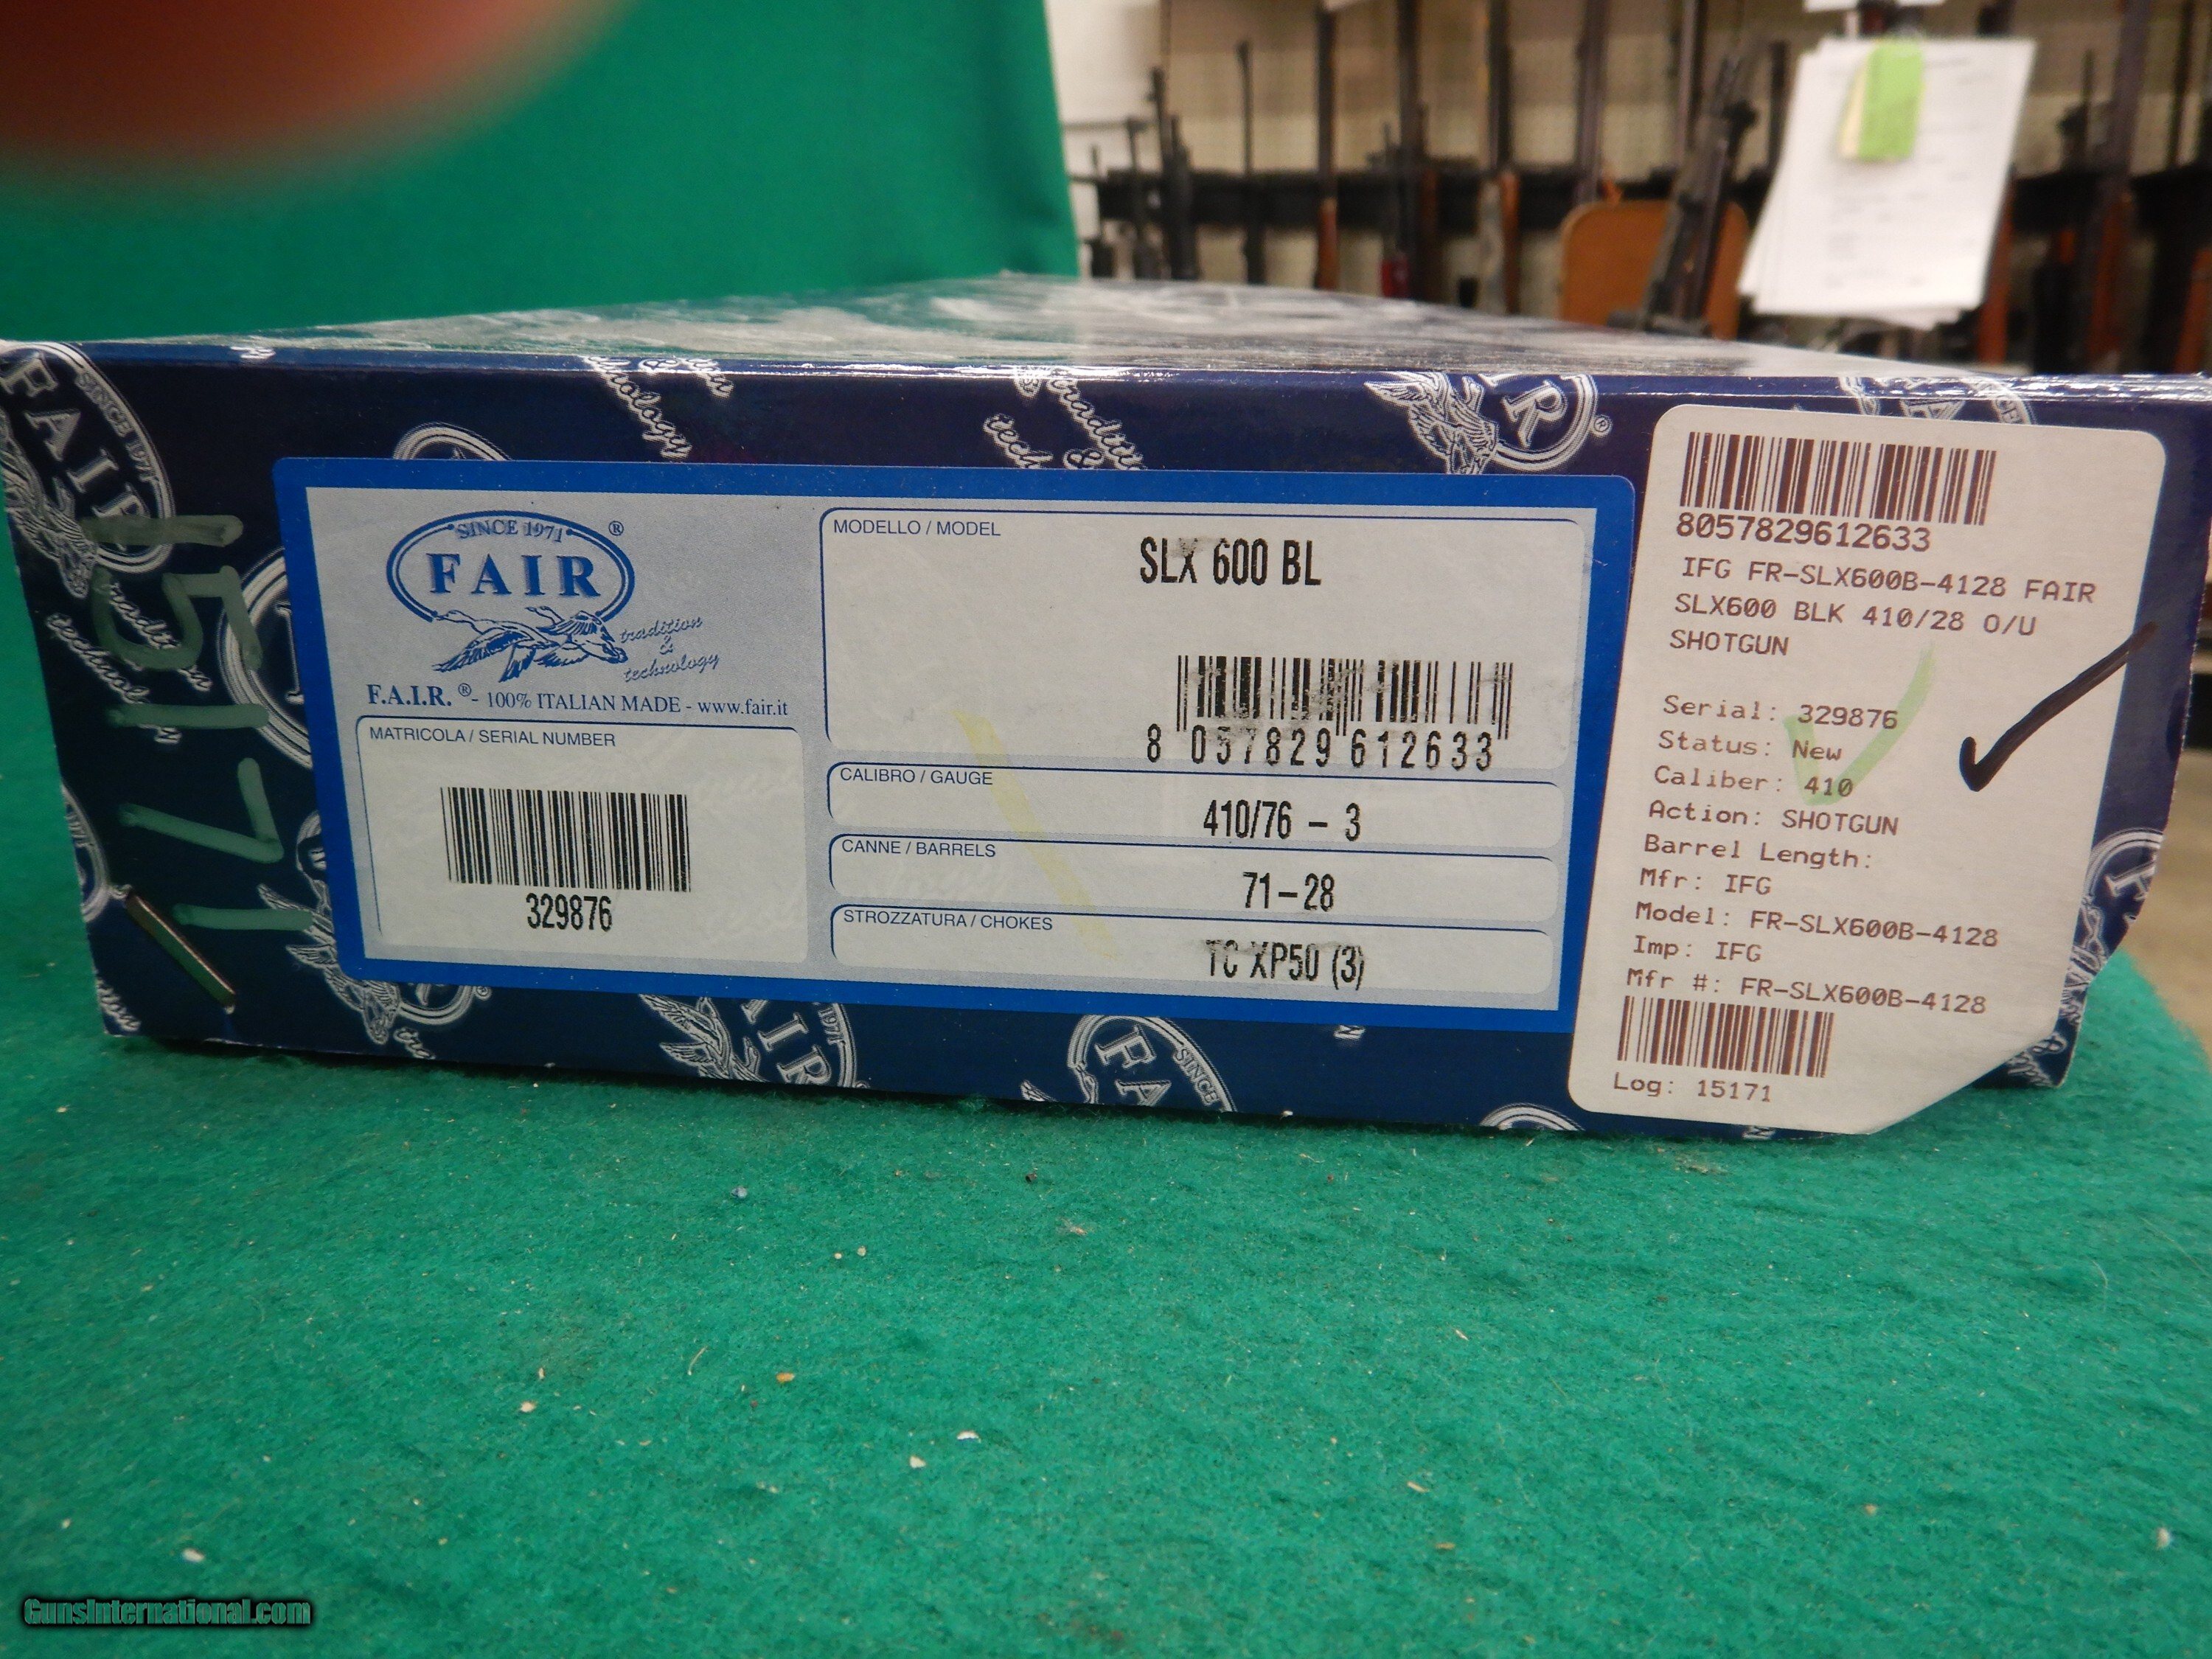 SINCE 1971
®
FAIR
tradition
&
technology
F.A.I.R. ® - 100% ITALIAN MADE - www.fair.it
MATRICOLA / SERIAL NUMBER
329876
MODELLO / MODEL
SLX 600 BL
8 057829 612633
CALIBRO / GAUGE
410/76 - 3
CANNE / BARRELS
71-28
STROZZATURA / CHOKES
TC XP50 (3)
8057829612633
IFG FR-SLX600B-4128 FAIR
SLX600 BLK 410/28 O/U
SHOTGUN
Serial: 329876
Status: New
Caliber: 410
Action: SHOTGUN
Barrel Length:
Mfr: IFG
Model: FR-SLX600B-4128
Imp: IFG
Mfr #: FR-SLX600B-4128
Log: 15171
15171
GunsInternational.com